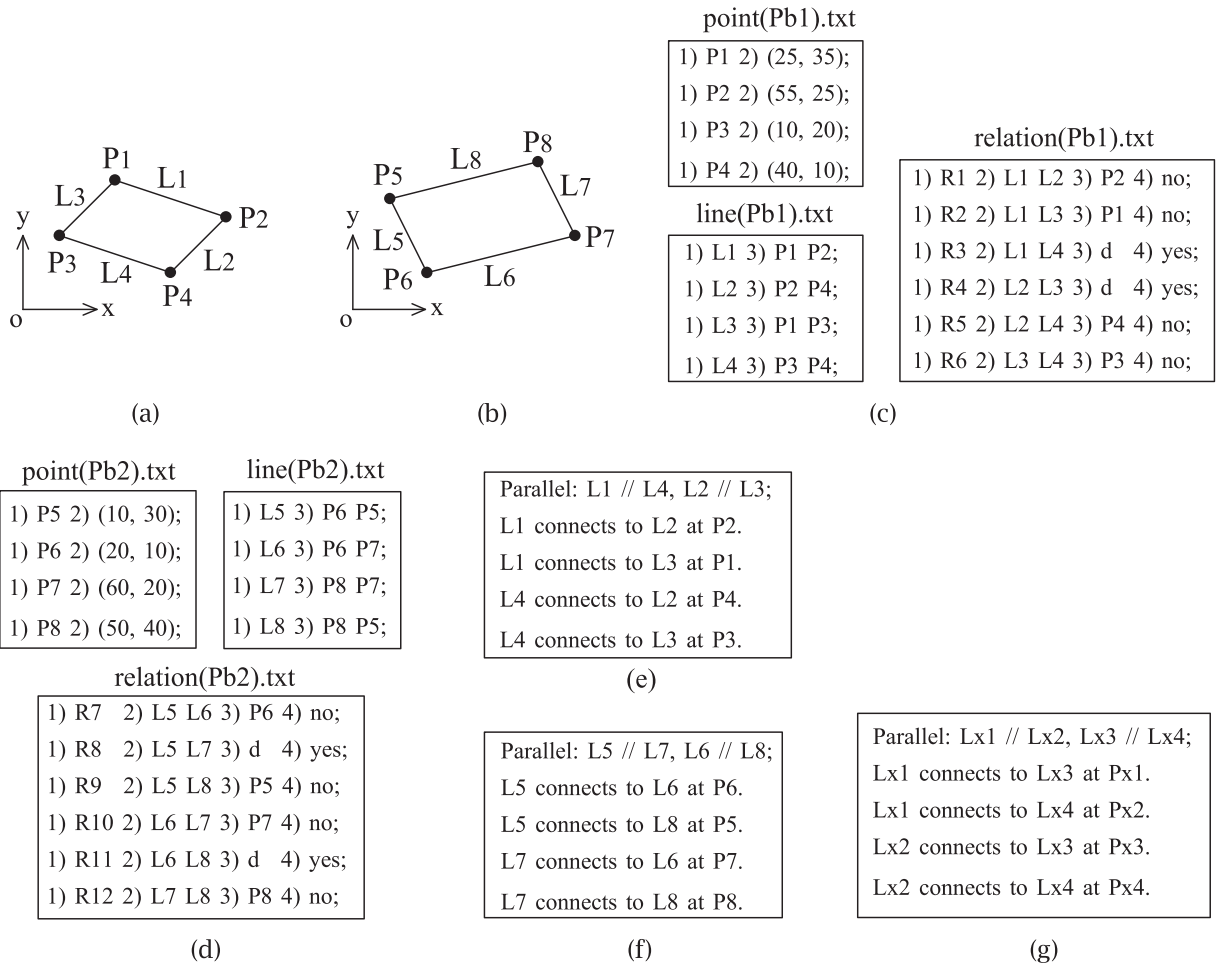 point(Pb1).txt
1) P1 2) (25, 35);
1) P2 2) (55, 25);
1) P3 2) (10, 20);
1) P4 2) (40, 10);
line(Pb1).txt
1) L1 3) P1 P2;
1) L2 3) P2 P4;
1) L3 3) P1 P3;
1) L4 3) P3 P4;
relation(Pb1).txt
1) R1 2) L1 L2 3) P2 4) no;
1) R2 2) L1 L3 3) P1 4) no;
1) R3 2) L1 L4 3) d 4) yes;
1) R4 2) L2 L3 3) d 4) yes;
1) R5 2) L2 L4 3) P4 4) no;
1) R6 2) L3 L4 3) P3 4) no;
P1
L3
L1
y
P2
P3
L4
L2
P4
o
x
P8
L8
P5
L7
y
L5
P7
P6
L6
o
x
(a)
(b)
(c)
point(Pb2).txt
1) P5 2) (10, 30);
1) P6 2) (20, 10);
1) P7 2) (60, 20);
1) P8 2) (50, 40);
line(Pb2).txt
1) L5 3) P6 P5;
1) L6 3) P6 P7;
1) L7 3) P8 P7;
1) L8 3) P8 P5;
relation(Pb2).txt
1) R7 2) L5 L6 3) P6 4) no;
1) R8 2) L5 L7 3) d 4) yes;
1) R9 2) L5 L8 3) P5 4) no;
1) R10 2) L6 L7 3) P7 4) no;
1) R11 2) L6 L8 3) d 4) yes;
1) R12 2) L7 L8 3) P8 4) no;
(d)
Parallel: L1 // L4, L2 // L3;
L1 connects to L2 at P2.
L1 connects to L3 at P1.
L4 connects to L2 at P4.
L4 connects to L3 at P3.
(e)
Parallel: L5 // L7, L6 // L8;
L5 connects to L6 at P6.
L5 connects to L8 at P5.
L7 connects to L6 at P7.
L7 connects to L8 at P8.
(f)
Parallel: Lx1 // Lx2, Lx3 // Lx4;
Lx1 connects to Lx3 at Px1.
Lx1 connects to Lx4 at Px2.
Lx2 connects to Lx3 at Px3.
Lx2 connects to Lx4 at Px4.
(g)